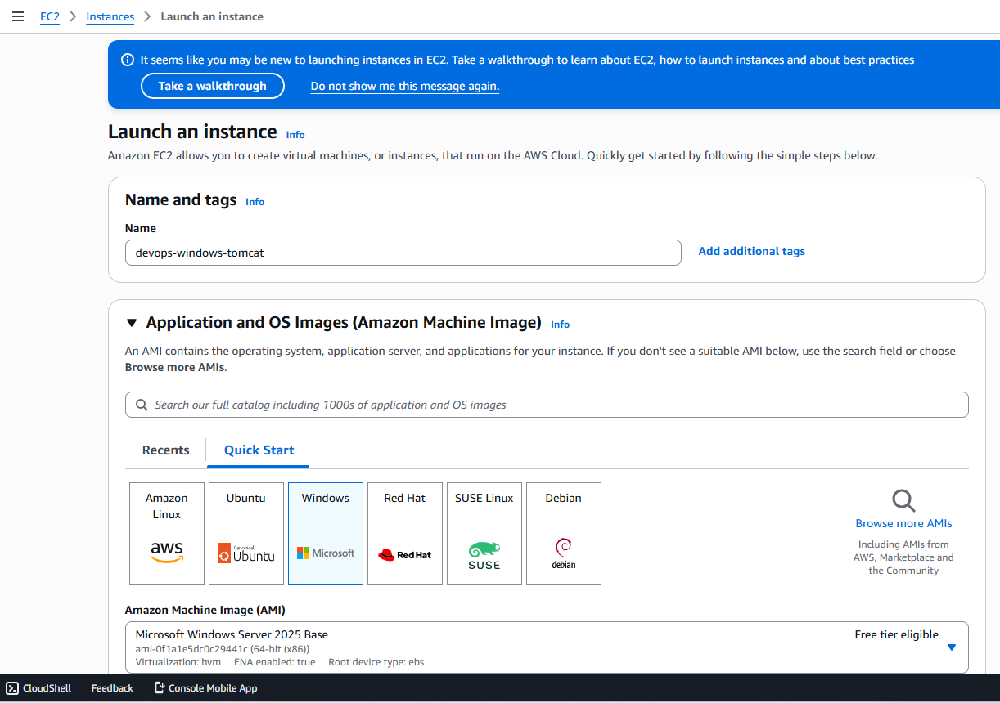 EC2 > Instances > Launch an instance
It seems like you may be new to launching instances in EC2. Take a walkthrough to learn about EC2, how to launch instances and about best practices
Take a walkthrough Do not show me this message again.
Launch an instance Info
Amazon EC2 allows you to create virtual machines, or instances, that run on the AWS Cloud. Quickly get started by following the simple steps below.
Name and tags Info
Name
devops-windows-tomcat Add additional tags
Application and OS Images (Amazon Machine Image) Info
An AMI contains the operating system, application server, and applications for your instance. If you don't see a suitable AMI below, use the search field or choose
Browse more AMIs.
Search our full catalog including 1000s of application and OS images
Recents Quick Start
Amazon
Linux
aws
Ubuntu
Canonical
Ubuntu
Windows
Microsoft
Red Hat
Red Hat
SUSE Linux
SUSE
Debian
debian
Browse more AMIs
Including AMIs from
AWS, Marketplace and
the Community
Amazon Machine Image (AMI)
Microsoft Windows Server 2025 Base Free tier eligible
ami-0f1a1e5dc0c29441c (64-bit (x86))
Virtualization: hvm ENA enabled: true Root device type: ebs
CloudShell Feedback Console Mobile App